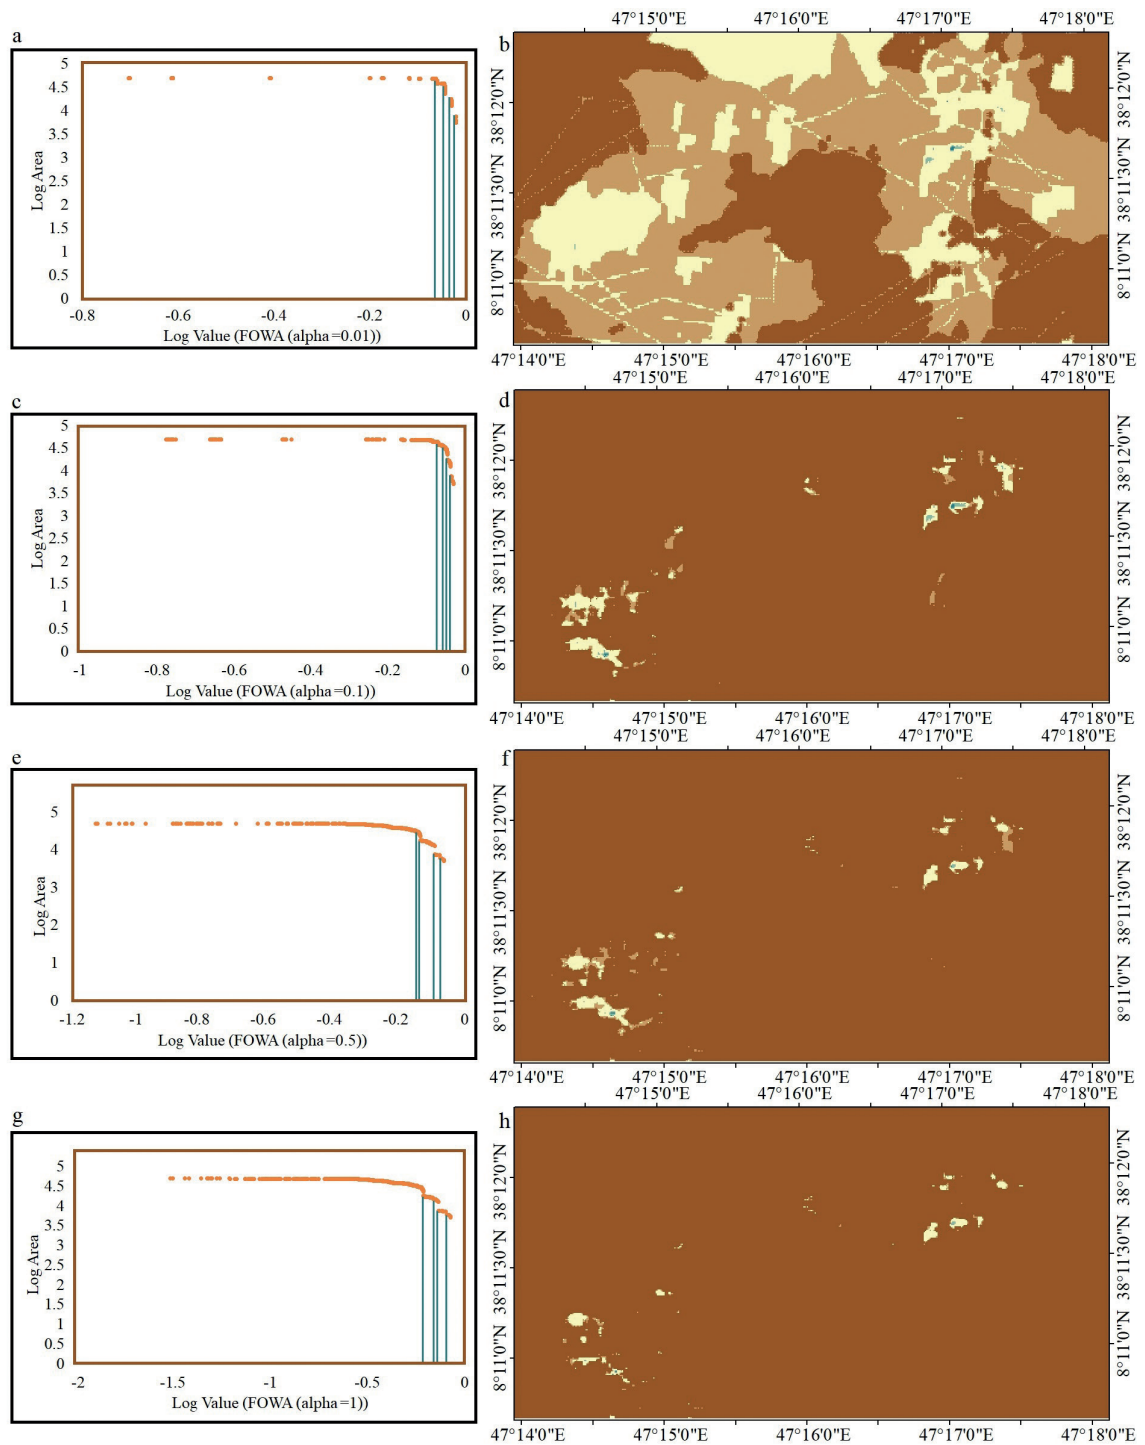 a
5
4.5
4
3.5
3
2.5
2
1.5
1
0.5
0
Log Area
-0.8 -0.6 -0.4 -0.2 0
Log Value (FOWA (alpha=0.01))
b
47°15'0"E 47°16'0"E 47°17'0"E 47°18'0"E
38°12'0"N
38°11'30"N
8°11'0"N
38°12'0"N
38°11'30"N
8°11'0"N
47°14'0"E 47°15'0"E 47°16'0"E 47°17'0"E 47°18'0"E
c
5
4.5
4
3.5
3
2.5
2
1.5
1
0.5
0
Log Area
-1 -0.8 -0.6 -0.4 -0.2 0
Log Value (FOWA (alpha=0.1))
d
47°15'0"E 47°16'0"E 47°17'0"E 47°18'0"E
38°12'0"N
38°11'30"N
8°11'0"N
38°12'0"N
38°11'30"N
8°11'0"N
47°14'0"E 47°15'0"E 47°16'0"E 47°17'0"E 47°18'0"E
e
5
4
3
2
1
0
Log Area
-1.2 -1 -0.8 -0.6 -0.4 -0.2 0
Log Value (FOWA (alpha=0.5))
f
47°15'0"E 47°16'0"E 47°17'0"E 47°18'0"E
38°12'0"N
38°11'30"N
8°11'0"N
38°12'0"N
38°11'30"N
8°11'0"N
47°14'0"E 47°15'0"E 47°16'0"E 47°17'0"E 47°18'0"E
g
5
4.5
4
3.5
3
2.5
2
1.5
1
0.5
0
Log Area
-2 -1.5 -1 -0.5 0
Log Value (FOWA (alpha=1))
h
47°15'0"E 47°16'0"E 47°17'0"E 47°18'0"E
38°12'0"N
38°11'30"N
8°11'0"N
38°12'0"N
38°11'30"N
8°11'0"N
47°14'0"E 47°15'0"E 47°16'0"E 47°17'0"E 47°18'0"E